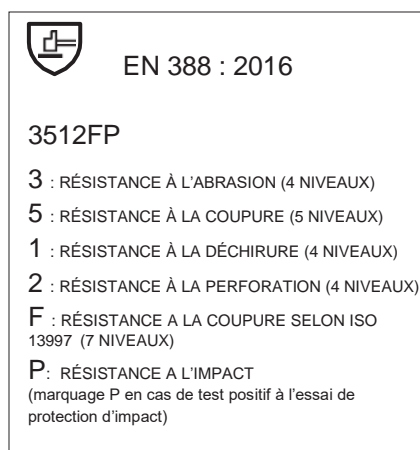 EN 388 : 2016
3512FP
3 : RÉSISTANCE À L’ABRASION (4 NIVEAUX)
5 : RÉSISTANCE À LA COUPURE (5 NIVEAUX)
1 : RÉSISTANCE À LA DÉCHIRURE (4 NIVEAUX)
2 : RÉSISTANCE À LA PERFORATION (4 NIVEAUX)
F : RÉSISTANCE A LA COUPURE SELON ISO
13997 (7 NIVEAUX)
P: RÉSISTANCE A L’IMPACT
(marquage P en cas de test positif à l’essai de
protection d’impact)